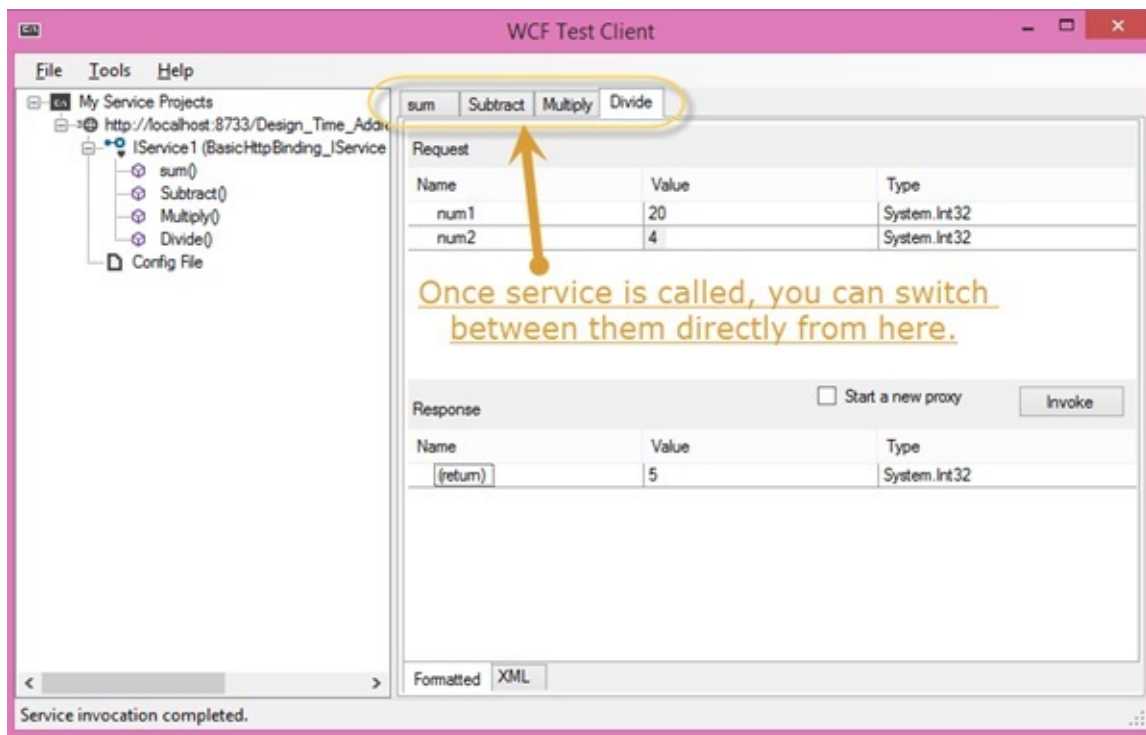 WCF Test Client
File Tools Help
My Service Projects
http://localhost:8733/Design_Time_Addre
IService1 (BasicHttpBinding_IService
sum()
Subtract()
Multiply()
Divide()
Config File
sum Subtract Multiply Divide
Request
Name Value Type
num1 20 System.Int32
num2 4 System.Int32
Once service is called, you can switch
between them directly from here.
Response Start a new proxy Invoke
Name Value Type
(return) 5 System.Int32
Formatted XML
Service invocation completed.